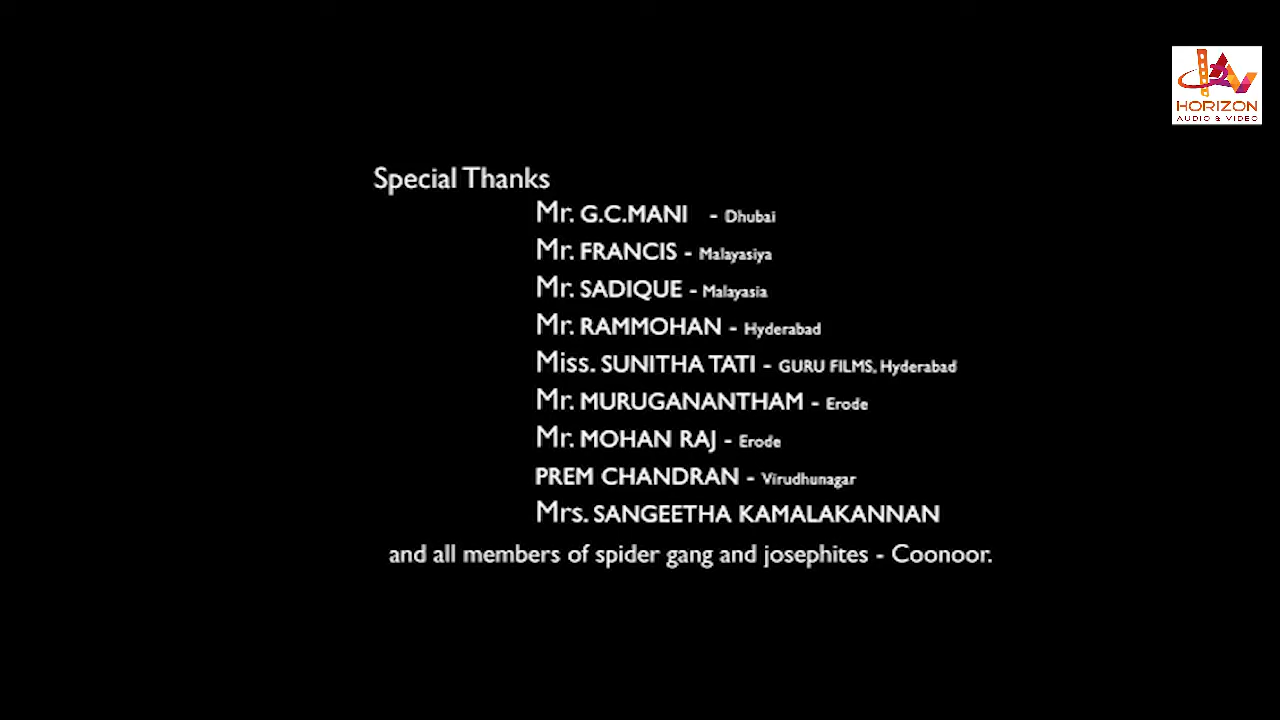 HORIZON
AUDIO & VIDEO
Special Thanks
Mr. G.C.MANI - Dhubai
Mr. FRANCIS - Malayasiya
Mr. SADIQUE - Malayasia
Mr. RAMMOHAN - Hyderabad
Miss. SUNITHA TATI - GURU FILMS, Hyderabad
Mr. MURUGANANTHAM - Erode
Mr. MOHAN RAJ - Erode
PREM CHANDRAN - Virudhunagar
Mrs. SANGEETHA KAMALAKANNAN
and all members of spider gang and josephites - Coonoor.